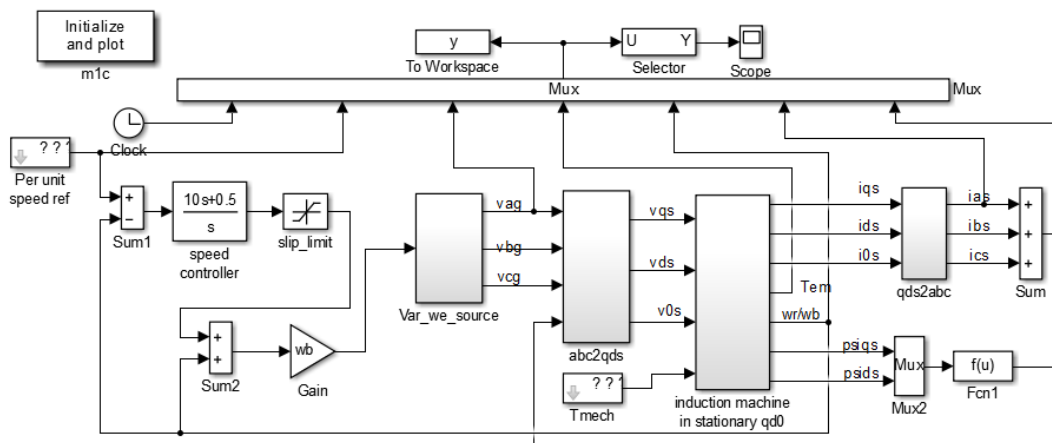 Initialize
and plot
m1c
y
To Workspace
U Y
Selector
Scope
Mux
Mux
Clock
? ? ?
Per unit
speed ref
+
−
Sum1
10s+0.5
s
speed
controller
slip_limit
+
+
Sum2
wb
Gain
Var_we_source
vag
vbg
vcg
abc2qds
vqs
vds
v0s
? ? ?
Tmech
induction machine
in stationary qd0
iqs
ids
i0s
Tem
wr/wb
psiqs
psids
qds2abc
ias
ibs
ics
+
+
+
Sum
Mux
Mux2
f(u)
Fcn1